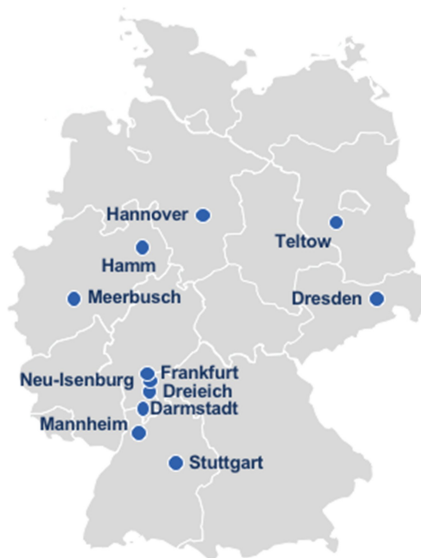 Hannover
Teltow
Hamm
Meerbusch
Dresden
Frankfurt
Neu-Isenburg
Dreieich
Darmstadt
Mannheim
Stuttgart